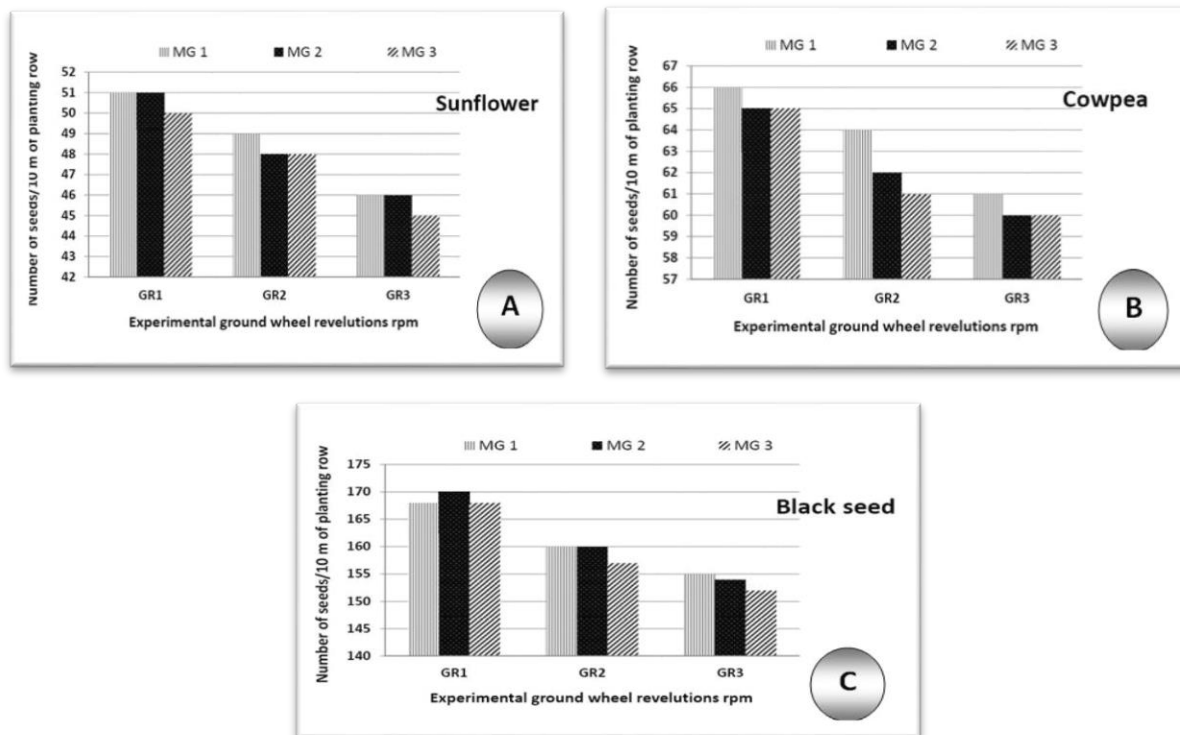 MG 1 MG 2 MG 3
Sunflower
Number of seeds/10 m of planting row
52
51
50
49
48
47
46
45
44
43
42
GR1 GR2 GR3
Experimental ground wheel revelutions rpm
A
MG 1 MG 2 MG 3
Cowpea
Number of seeds/10 m of planting row
67
66
65
64
63
62
61
60
59
58
57
GR1 GR2 GR3
Experimental ground wheel revelutions rpm
B
MG 1 MG 2 MG 3
Black seed
Number of seeds/10 m of planting row
175
170
165
160
155
150
145
140
GR1 GR2 GR3
Experimental ground wheel revelutions rpm
C